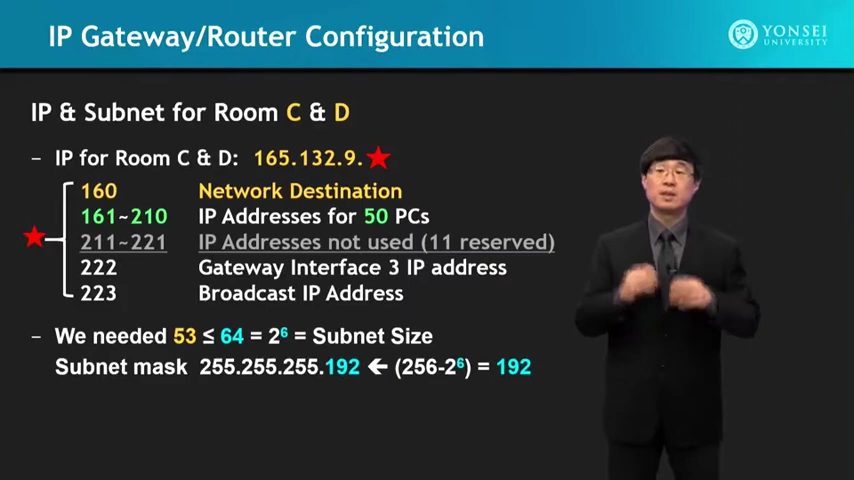 IP Gateway/Router Configuration
YONSEI
UNIVERSITY
IP & Subnet for Room C & D
– IP for Room C & D: 165.132.9.★
160 Network Destination
161~210 IP Addresses for 50 PCs
★ 211~221 IP Addresses not used (11 reserved)
222 Gateway Interface 3 IP address
223 Broadcast IP Address
– We needed 53 ≤ 64 = 2⁶ = Subnet Size
Subnet mask 255.255.255.192 🡰 (256-2⁶) = 192